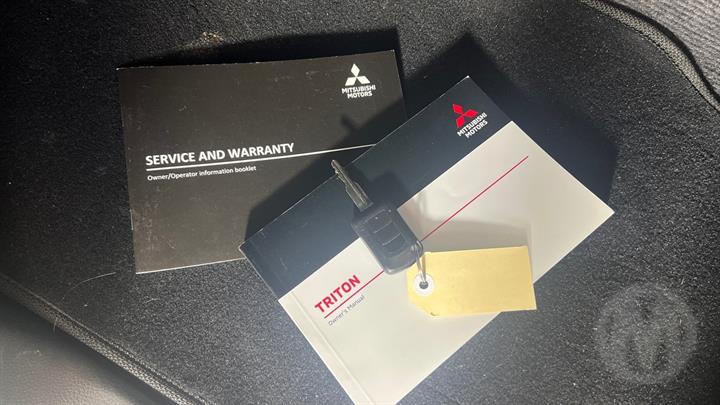 MITSUBISHI
MOTORS
SERVICE AND WARRANTY
Owner/Operator information booklet
MITSUBISHI
MOTORS
TRITON
Owner's Manual